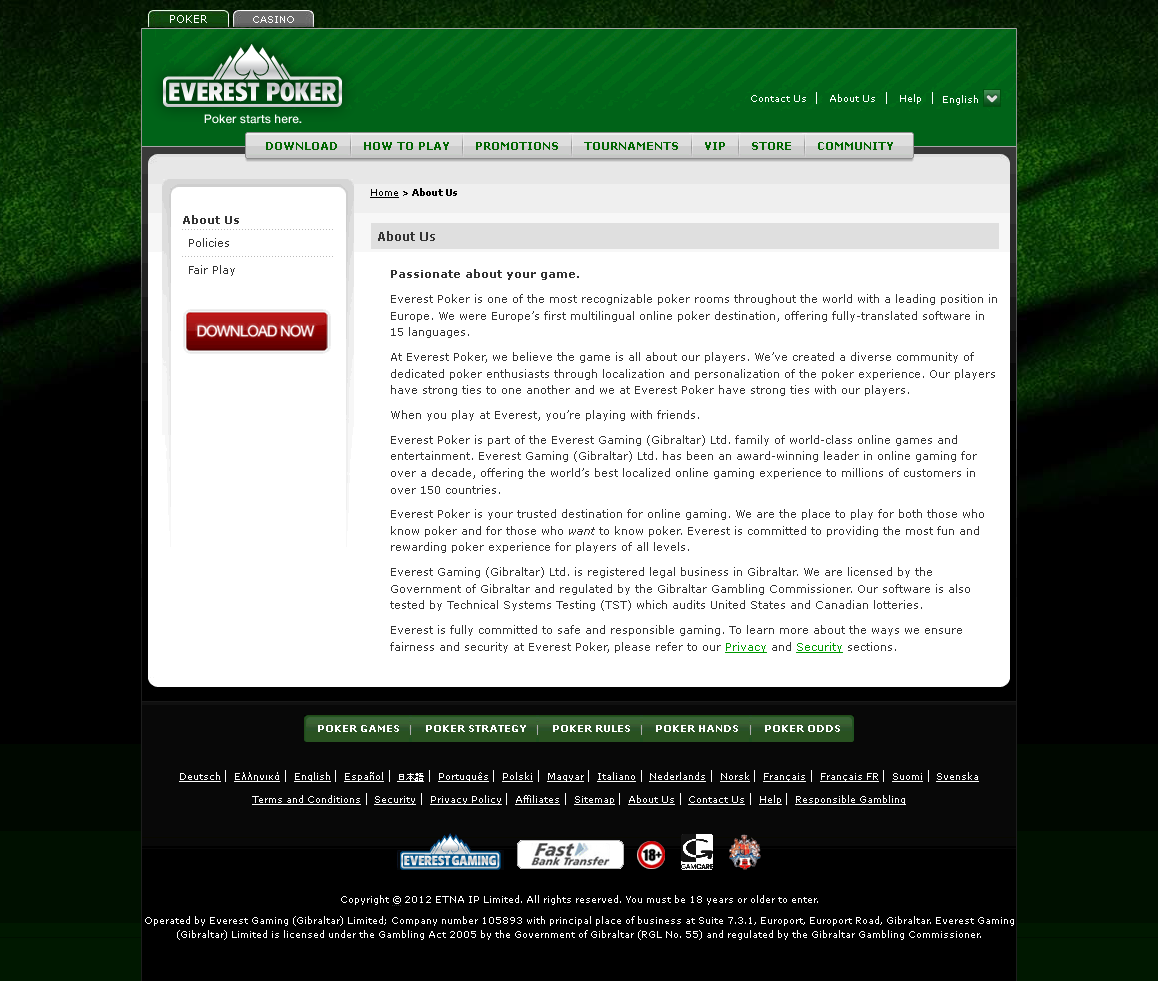 POKER
CASINO
EVEREST POKER
Poker starts here.
Contact Us
About Us
Help
English
DOWNLOAD
HOW TO PLAY
PROMOTIONS
TOURNAMENTS
VIP
STORE
COMMUNITY
Home > About Us
About Us
Policies
Fair Play
DOWNLOAD NOW
About Us
Passionate about your game.
Everest Poker is one of the most recognizable poker rooms throughout the world with a leading position in
Europe. We were Europe’s first multilingual online poker destination, offering fully-translated software in
15 languages.
At Everest Poker, we believe the game is all about our players. We’ve created a diverse community of
dedicated poker enthusiasts through localization and personalization of the poker experience. Our players
have strong ties to one another and we at Everest Poker have strong ties with our players.
When you play at Everest, you’re playing with friends.
Everest Poker is part of the Everest Gaming (Gibraltar) Ltd. family of world-class online games and
entertainment. Everest Gaming (Gibraltar) Ltd. has been an award-winning leader in online gaming for
over a decade, offering the world’s best localized online gaming experience to millions of customers in
over 150 countries.
Everest Poker is your trusted destination for online gaming. We are the place to play for both those who
know poker and for those who want to know poker. Everest is committed to providing the most fun and
rewarding poker experience for players of all levels.
Everest Gaming (Gibraltar) Ltd. is registered legal business in Gibraltar. We are licensed by the
Government of Gibraltar and regulated by the Gibraltar Gambling Commissioner. Our software is also
tested by Technical Systems Testing (TST) which audits United States and Canadian lotteries.
Everest is fully committed to safe and responsible gaming. To learn more about the ways we ensure
fairness and security at Everest Poker, please refer to our Privacy and Security sections.
POKER GAMES | POKER STRATEGY | POKER RULES | POKER HANDS | POKER ODDS
Deutsch | Ελληνικά | English | Español | 日本語 | Português | Polski | Magyar | Italiano | Nederlands | Norsk | Français | Français FR | Suomi | Svenska
Terms and Conditions | Security | Privacy Policy | Affiliates | Sitemap | About Us | Contact Us | Help | Responsible Gambling
EVEREST GAMING
Fast
Bank Transfer
18+
GAMCARE
Copyright © 2012 ETNA IP Limited. All rights reserved. You must be 18 years or older to enter.
Operated by Everest Gaming (Gibraltar) Limited; Company number 105893 with principal place of business at Suite 7.3.1, Europort, Europort Road, Gibraltar. Everest Gaming
(Gibraltar) Limited is licensed under the Gambling Act 2005 by the Government of Gibraltar (RGL No. 55) and regulated by the Gibraltar Gambling Commissioner.